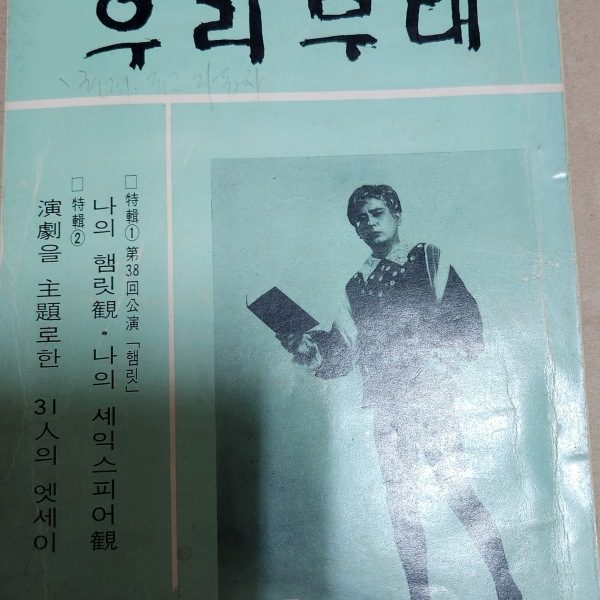 우리무대
□ 特輯① 第38回公演「햄릿」
나의 햄릿観·나의 셰익스피어観
□ 特輯②
演劇을 主題로한 31人의 엣세이